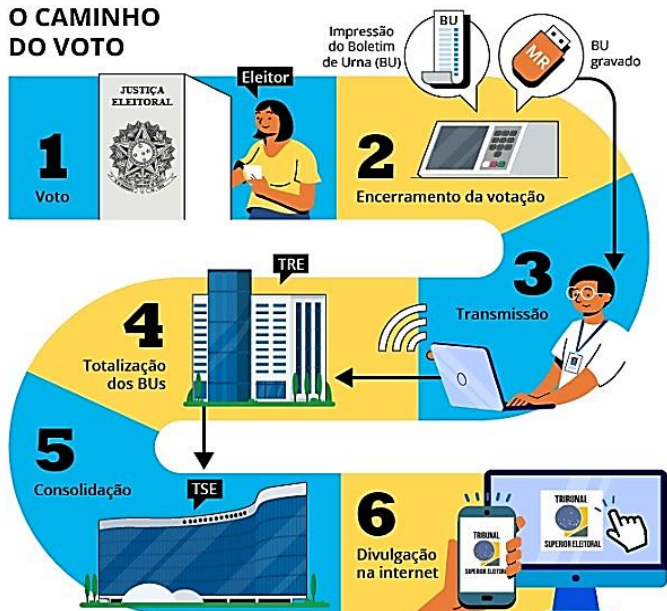 O CAMINHO
DO VOTO
Impressão
do Boletim
de Urna (BU)
BU
MR
BU
gravado
JUSTIÇA
ELEITORAL
Eleitor
1
Voto
2
Encerramento da votação
3
Transmissão
TRE
4
Totalização
dos BUs
5
Consolidação
TSE
6
Divulgação
na internet
TRIBUNAL
SUPERIOR ELEITORAL
TRIBUNAL
SUPERIOR ELEITORAL